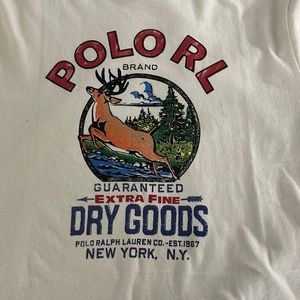 POLO RL
BRAND
GUARANTEED
EXTRA FINE
DRY GOODS
POLO RALPH LAUREN CO.-EST.1967
NEW YORK, N.Y.